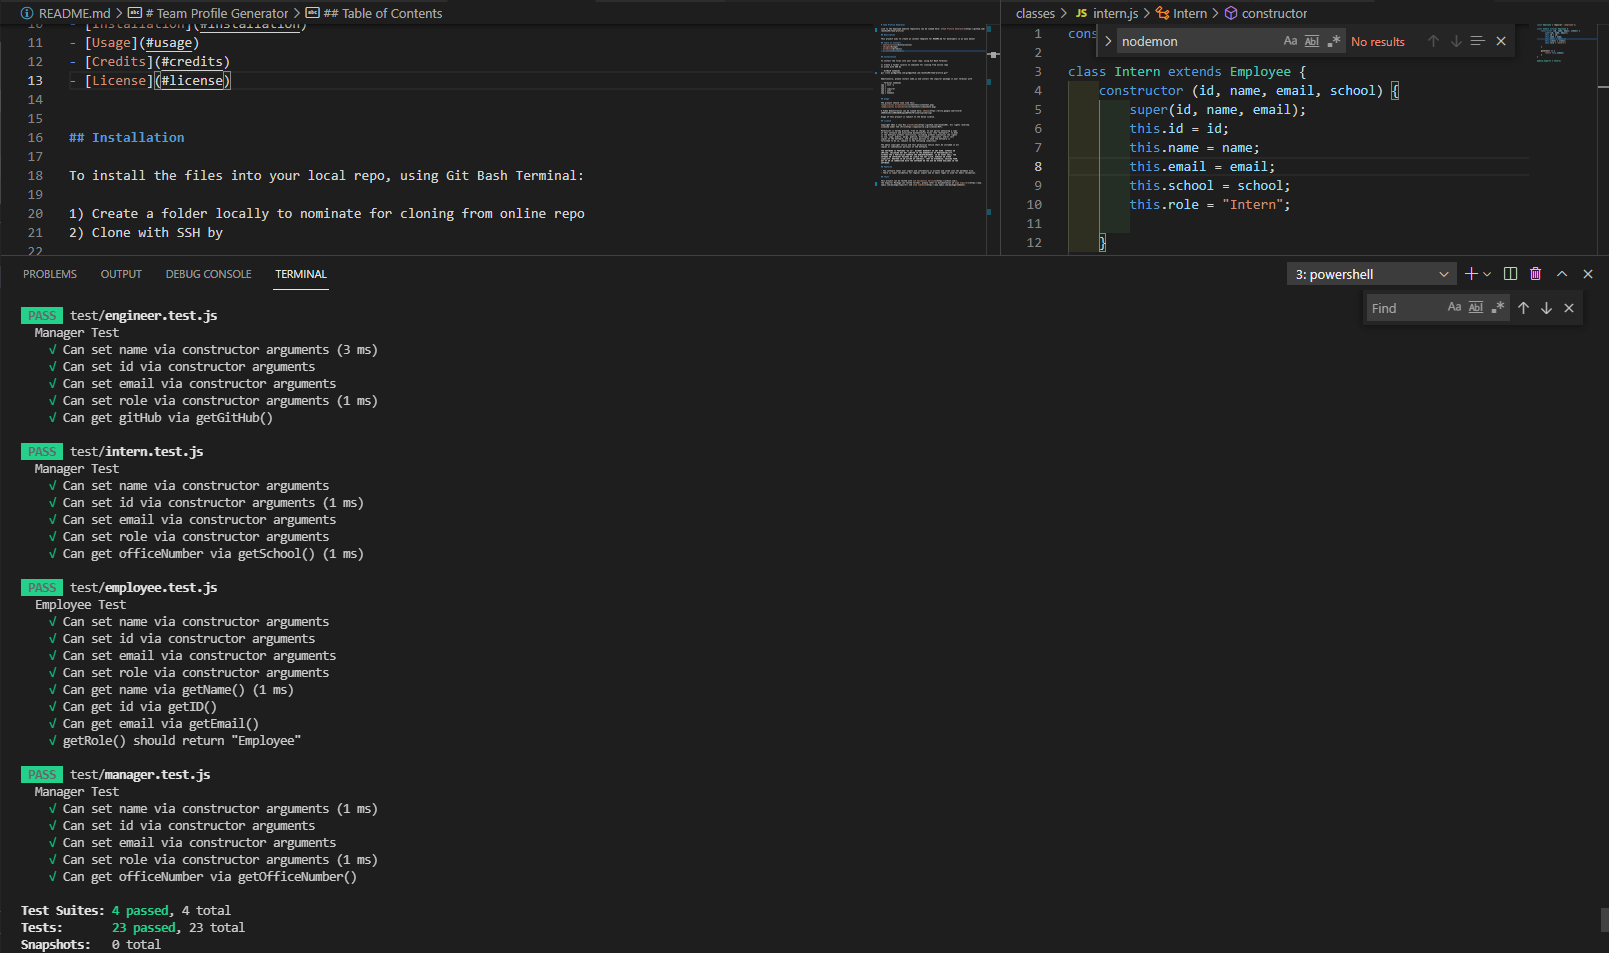 README.md > # Team Profile Generator > ## Table of Contents
10 - [Installation](#installation)
11 - [Usage](#usage)
12 - [Credits](#credits)
13 - [License](#license)
14
15
16 ## Installation
17
18 To install the files into your local repo, using Git Bash Terminal:
19
20 1) Create a folder locally to nominate for cloning from online repo
21 2) Clone with SSH by
22
classes > JS intern.js > Intern > constructor
nodemon Aa Abl .* No results
1 cons
2
3 class Intern extends Employee {
4 constructor (id, name, email, school) {
5 super(id, name, email);
6 this.id = id;
7 this.name = name;
8 this.email = email;
9 this.school = school;
10 this.role = "Intern";
11
12 }
PROBLEMS OUTPUT DEBUG CONSOLE TERMINAL 3: powershell
Find Aa Abl .*
PASS test/engineer.test.js
Manager Test
√ Can set name via constructor arguments (3 ms)
√ Can set id via constructor arguments
√ Can set email via constructor arguments
√ Can set role via constructor arguments (1 ms)
√ Can get gitHub via getGitHub()
PASS test/intern.test.js
Manager Test
√ Can set name via constructor arguments
√ Can set id via constructor arguments (1 ms)
√ Can set email via constructor arguments
√ Can set role via constructor arguments
√ Can get officeNumber via getSchool() (1 ms)
PASS test/employee.test.js
Employee Test
√ Can set name via constructor arguments
√ Can set id via constructor arguments
√ Can set email via constructor arguments
√ Can set role via constructor arguments
√ Can get name via getName() (1 ms)
√ Can get id via getID()
√ Can get email via getEmail()
√ getRole() should return "Employee"
PASS test/manager.test.js
Manager Test
√ Can set name via constructor arguments (1 ms)
√ Can set id via constructor arguments
√ Can set email via constructor arguments
√ Can set role via constructor arguments (1 ms)
√ Can get officeNumber via getOfficeNumber()
Test Suites: 4 passed, 4 total
Tests: 23 passed, 23 total
Snapshots: 0 total